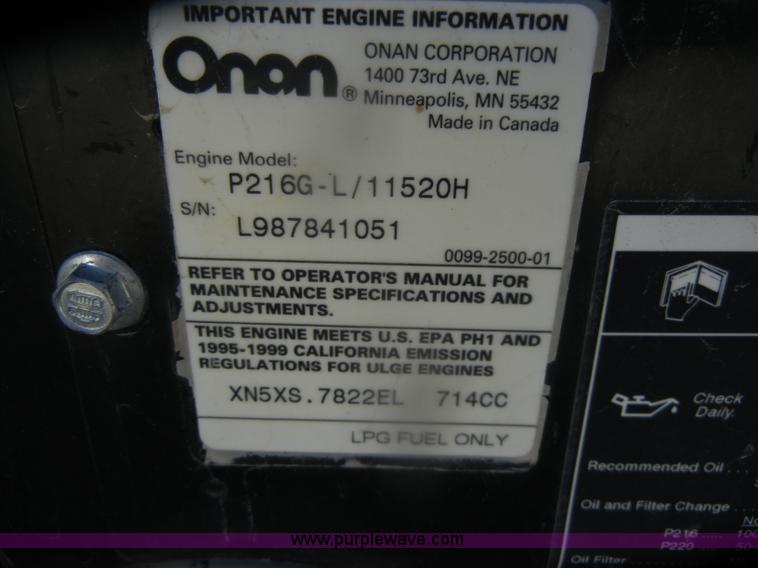 IMPORTANT ENGINE INFORMATION
Onan®
ONAN CORPORATION
1400 73rd Ave. NE
Minneapolis, MN 55432
Made in Canada
Engine Model:
P216G-L/11520H
S/N:
L987841051
0099-2500-01
REFER TO OPERATOR'S MANUAL FOR
MAINTENANCE SPECIFICATIONS AND
ADJUSTMENTS.
THIS ENGINE MEETS U.S. EPA PH1 AND
1995-1999 CALIFORNIA EMISSION
REGULATIONS FOR ULGE ENGINES
XN5XS.7822EL 714CC
LPG FUEL ONLY
Check
Daily.
Recommended Oil . . .
Oil and Filter Change . . . .
P216 ......
P220 ......
Oil Filter
www.purplewave.com